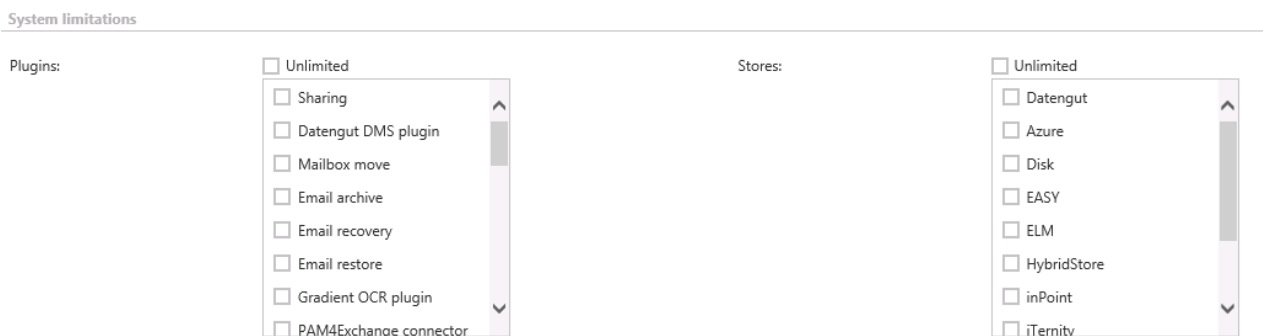 System limitations
Plugins:
Unlimited
Sharing
Datengut DMS plugin
Mailbox move
Email archive
Email recovery
Email restore
Gradient OCR plugin
PAM4Exchange connector
Stores:
Unlimited
Datengut
Azure
Disk
EASY
ELM
HybridStore
inPoint
iTernity